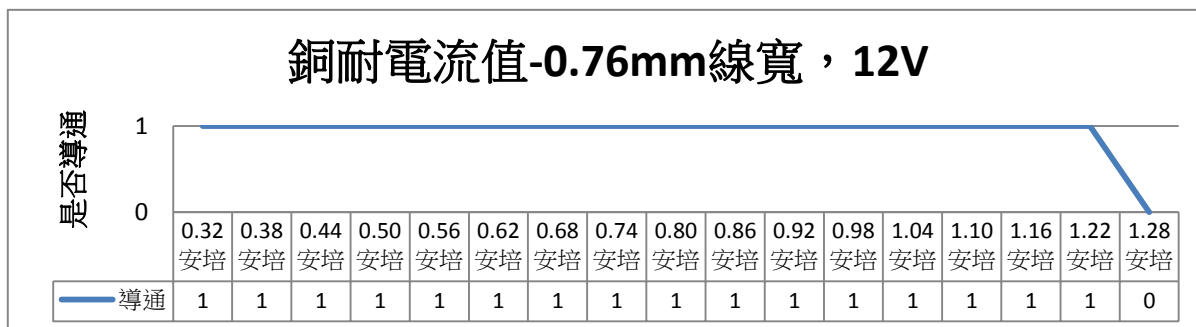 銅耐電流值-0.76mm線寬，12V
是否導通
1
0
0.32 0.38 0.44 0.50 0.56 0.62 0.68 0.74 0.80 0.86 0.92 0.98 1.04 1.10 1.16 1.22 1.28
安培 安培 安培 安培 安培 安培 安培 安培 安培 安培 安培 安培 安培 安培 安培 安培 安培
導通 1 1 1 1 1 1 1 1 1 1 1 1 1 1 1 1 0